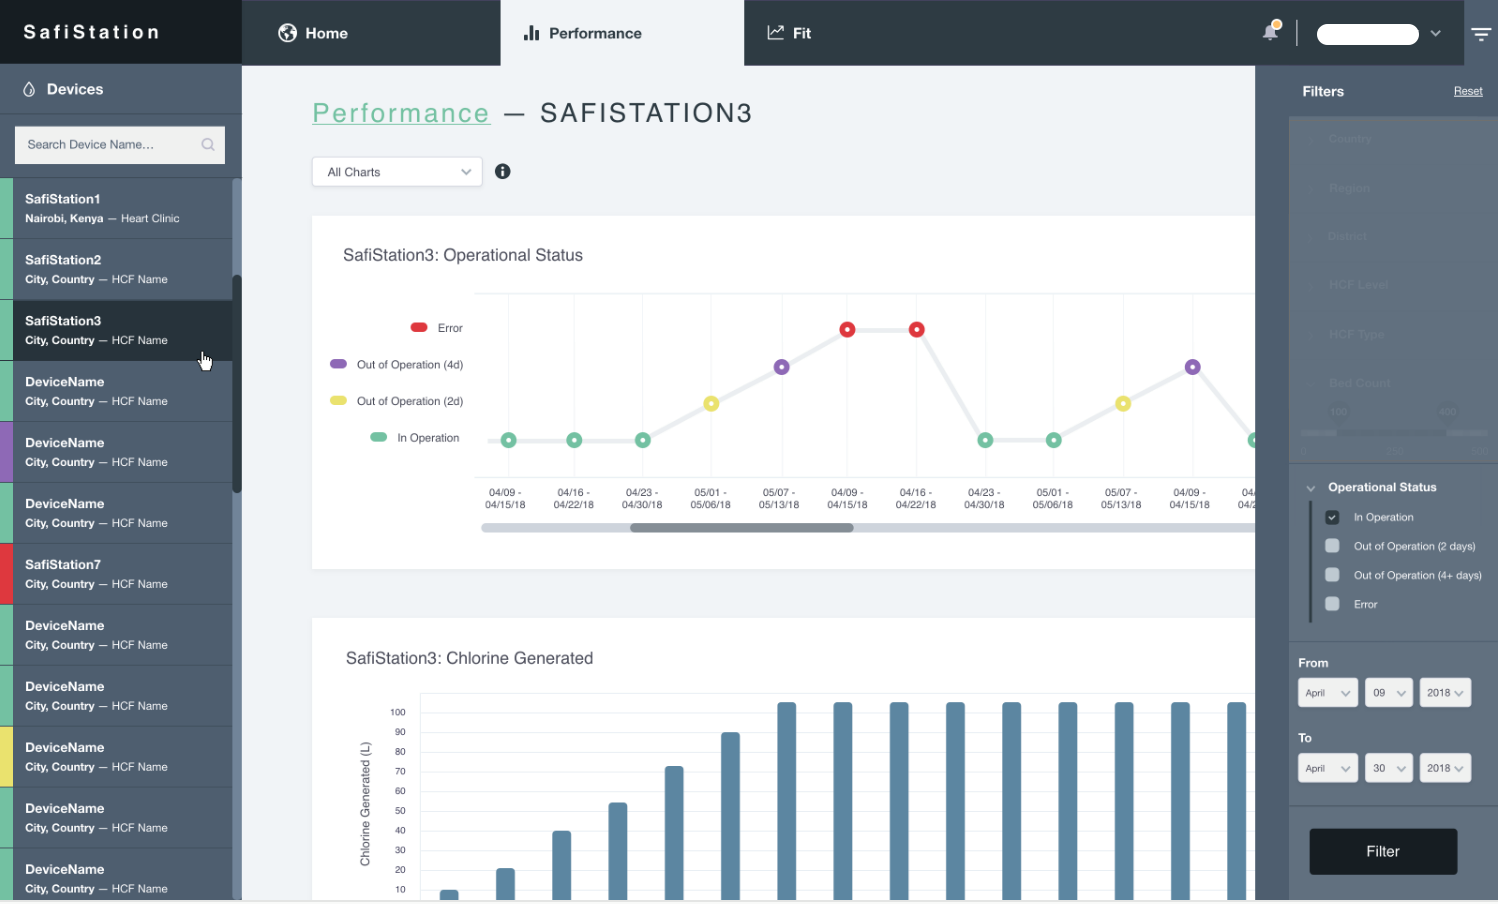 SafiStation
Home
Performance
Fit
Devices
Search Device Name...
SafiStation1
Nairobi, Kenya — Heart Clinic
SafiStation2
City, Country — HCF Name
SafiStation3
City, Country — HCF Name
DeviceName
City, Country — HCF Name
DeviceName
City, Country — HCF Name
DeviceName
City, Country — HCF Name
SafiStation7
City, Country — HCF Name
DeviceName
City, Country — HCF Name
DeviceName
City, Country — HCF Name
DeviceName
City, Country — HCF Name
DeviceName
City, Country — HCF Name
DeviceName
City, Country — HCF Name
Performance — SAFISTATION3
All Charts
SafiStation3: Operational Status
Error
Out of Operation (4d)
Out of Operation (2d)
In Operation
04/09 - 04/16 - 04/23 - 05/01 - 05/07 - 04/09 - 04/16 - 04/23 - 05/01 - 05/07 - 04/09 -
04/15/18 04/22/18 04/30/18 05/06/18 05/13/18 04/15/18 04/22/18 04/30/18 05/06/18 05/13/18 04/15/18
SafiStation3: Chlorine Generated
Chlorine Generated (L)
100
90
80
70
60
50
40
30
20
10
Filters
Reset
Country
Region
District
HCF Level
HCF Type
Bed Count
100 400
Operational Status
In Operation
Out of Operation (2 days)
Out of Operation (4+ days)
Error
From
April 09 2018
To
April 30 2018
Filter